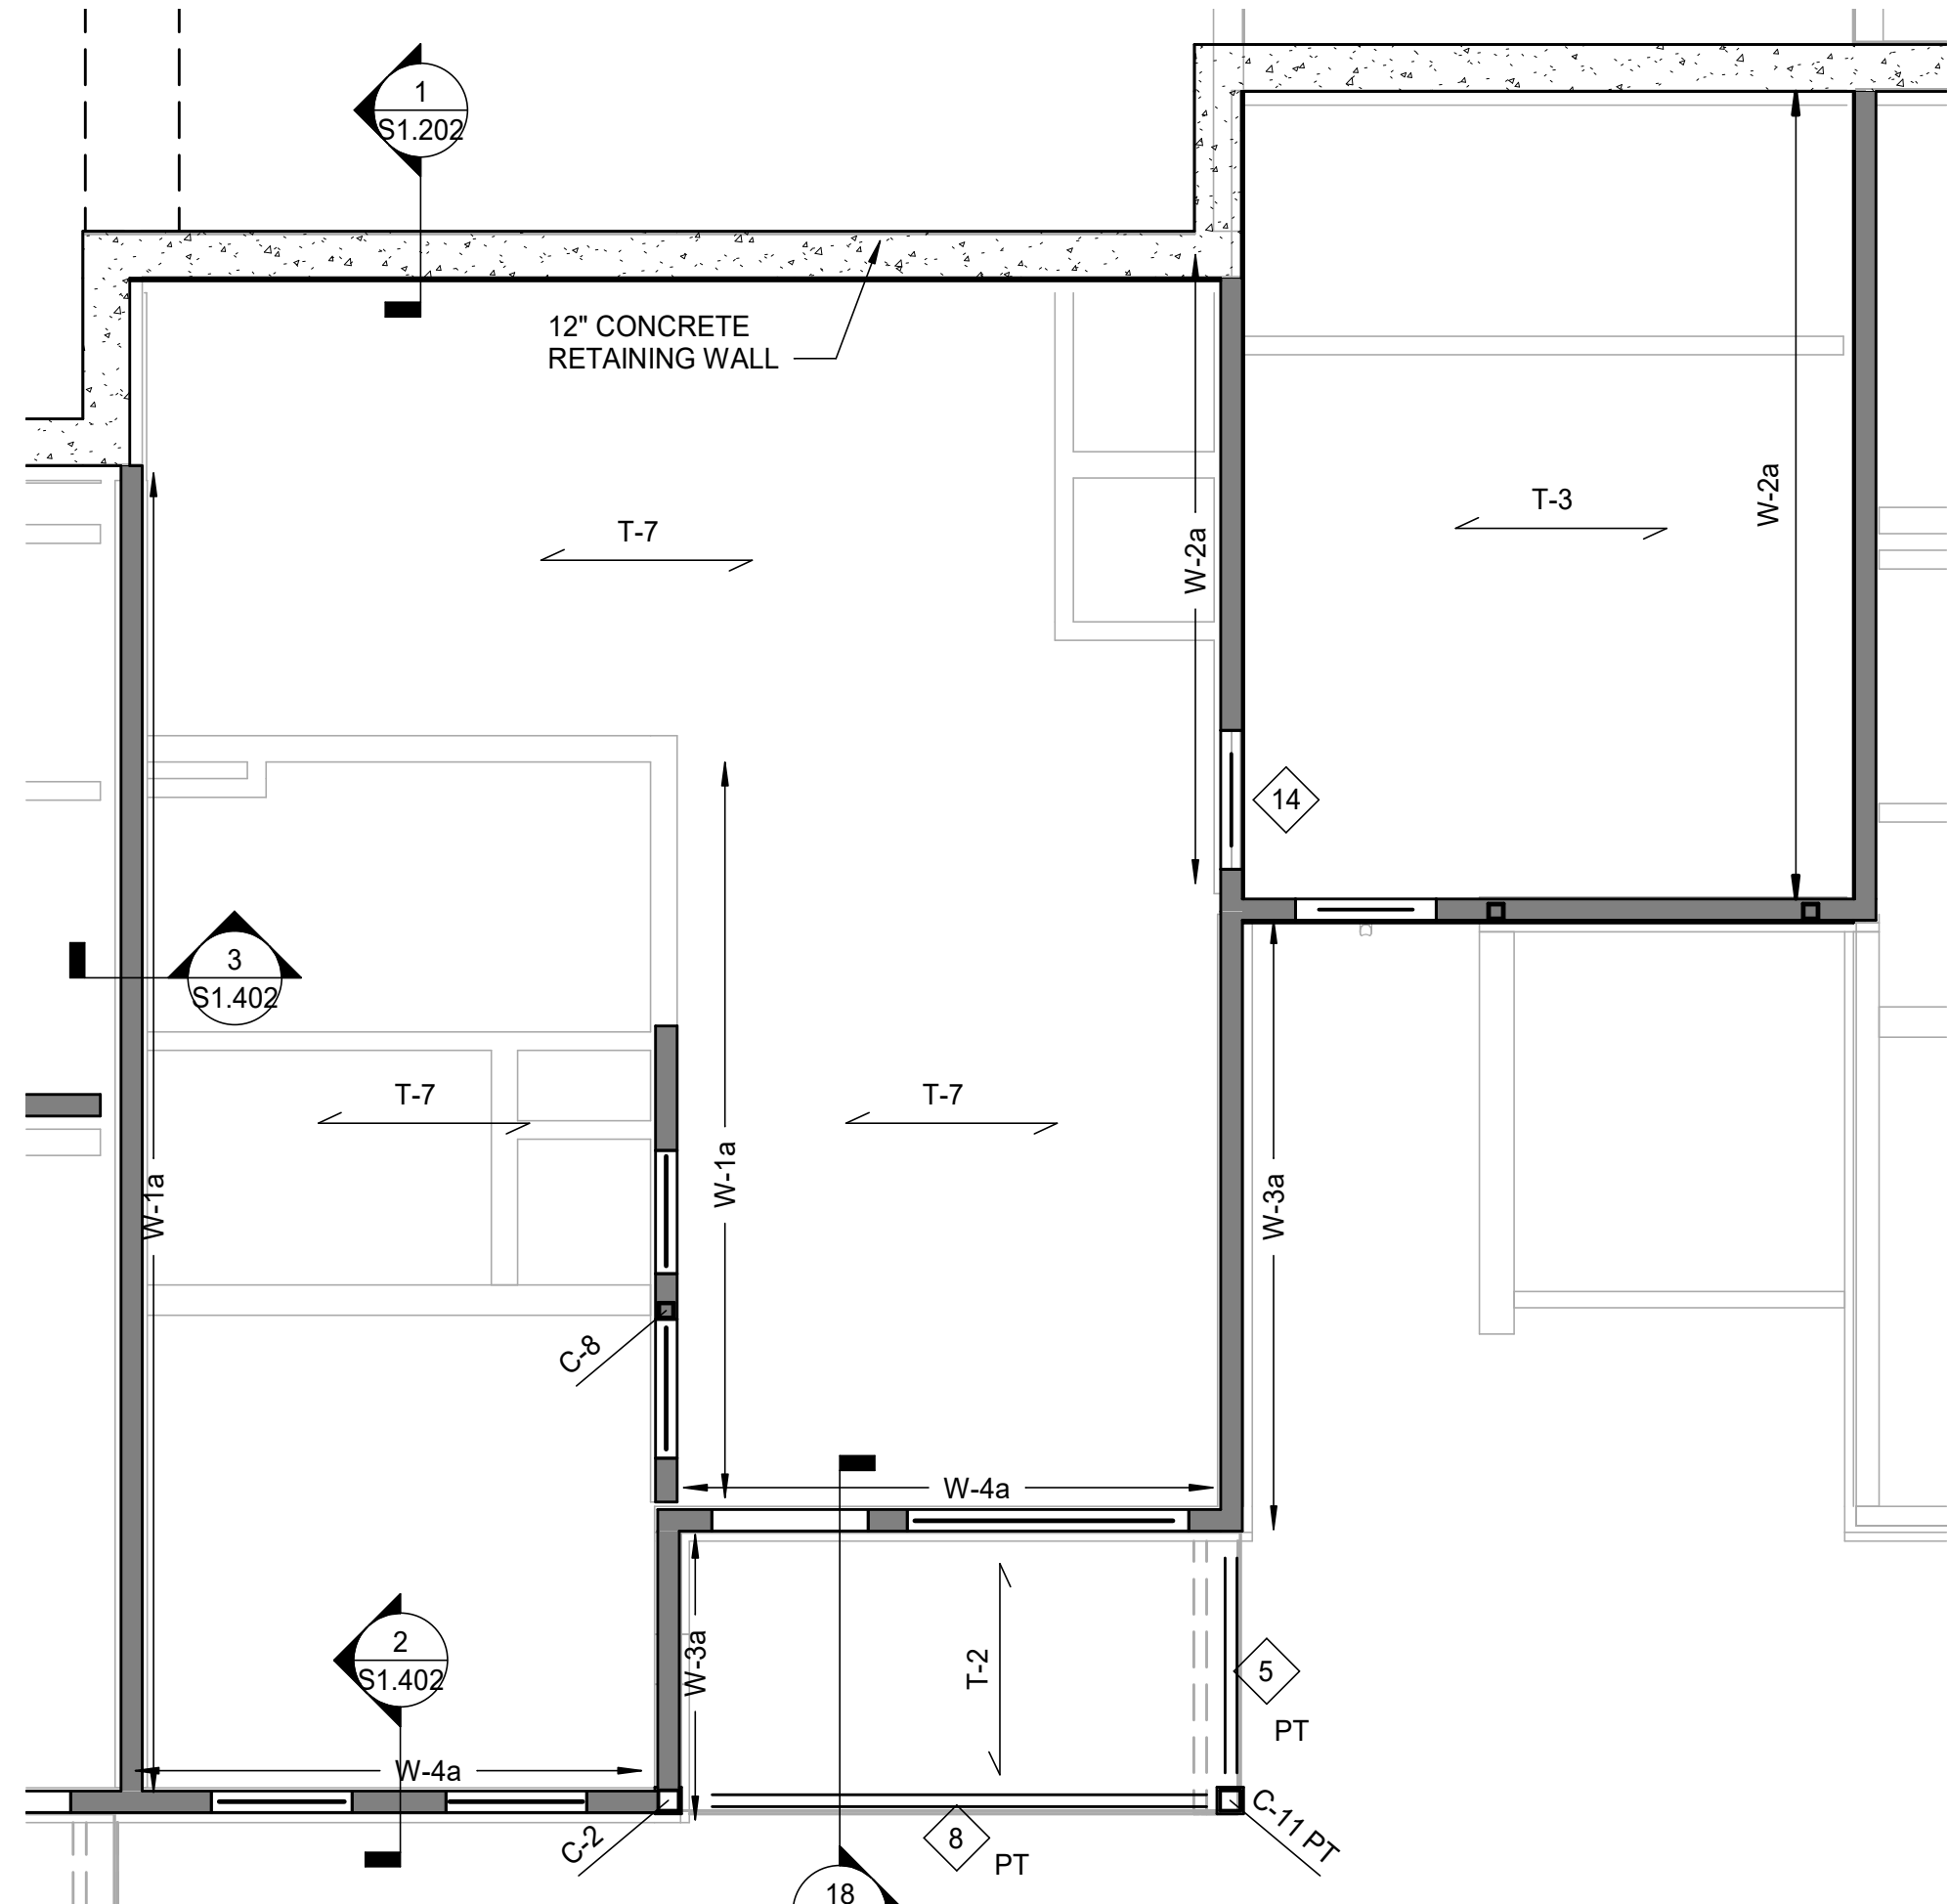 1
S1.202
12" CONCRETE
RETAINING WALL
T-7
W-2a
T-3
W-2a
14
3
S1.402
T-7
T-7
W-1a
W-1a
W-3a
C-8
W-4a
2
S1.402
W-3a
T-2
5
PT
W-4a
C-2
8
PT
C-11 PT
18